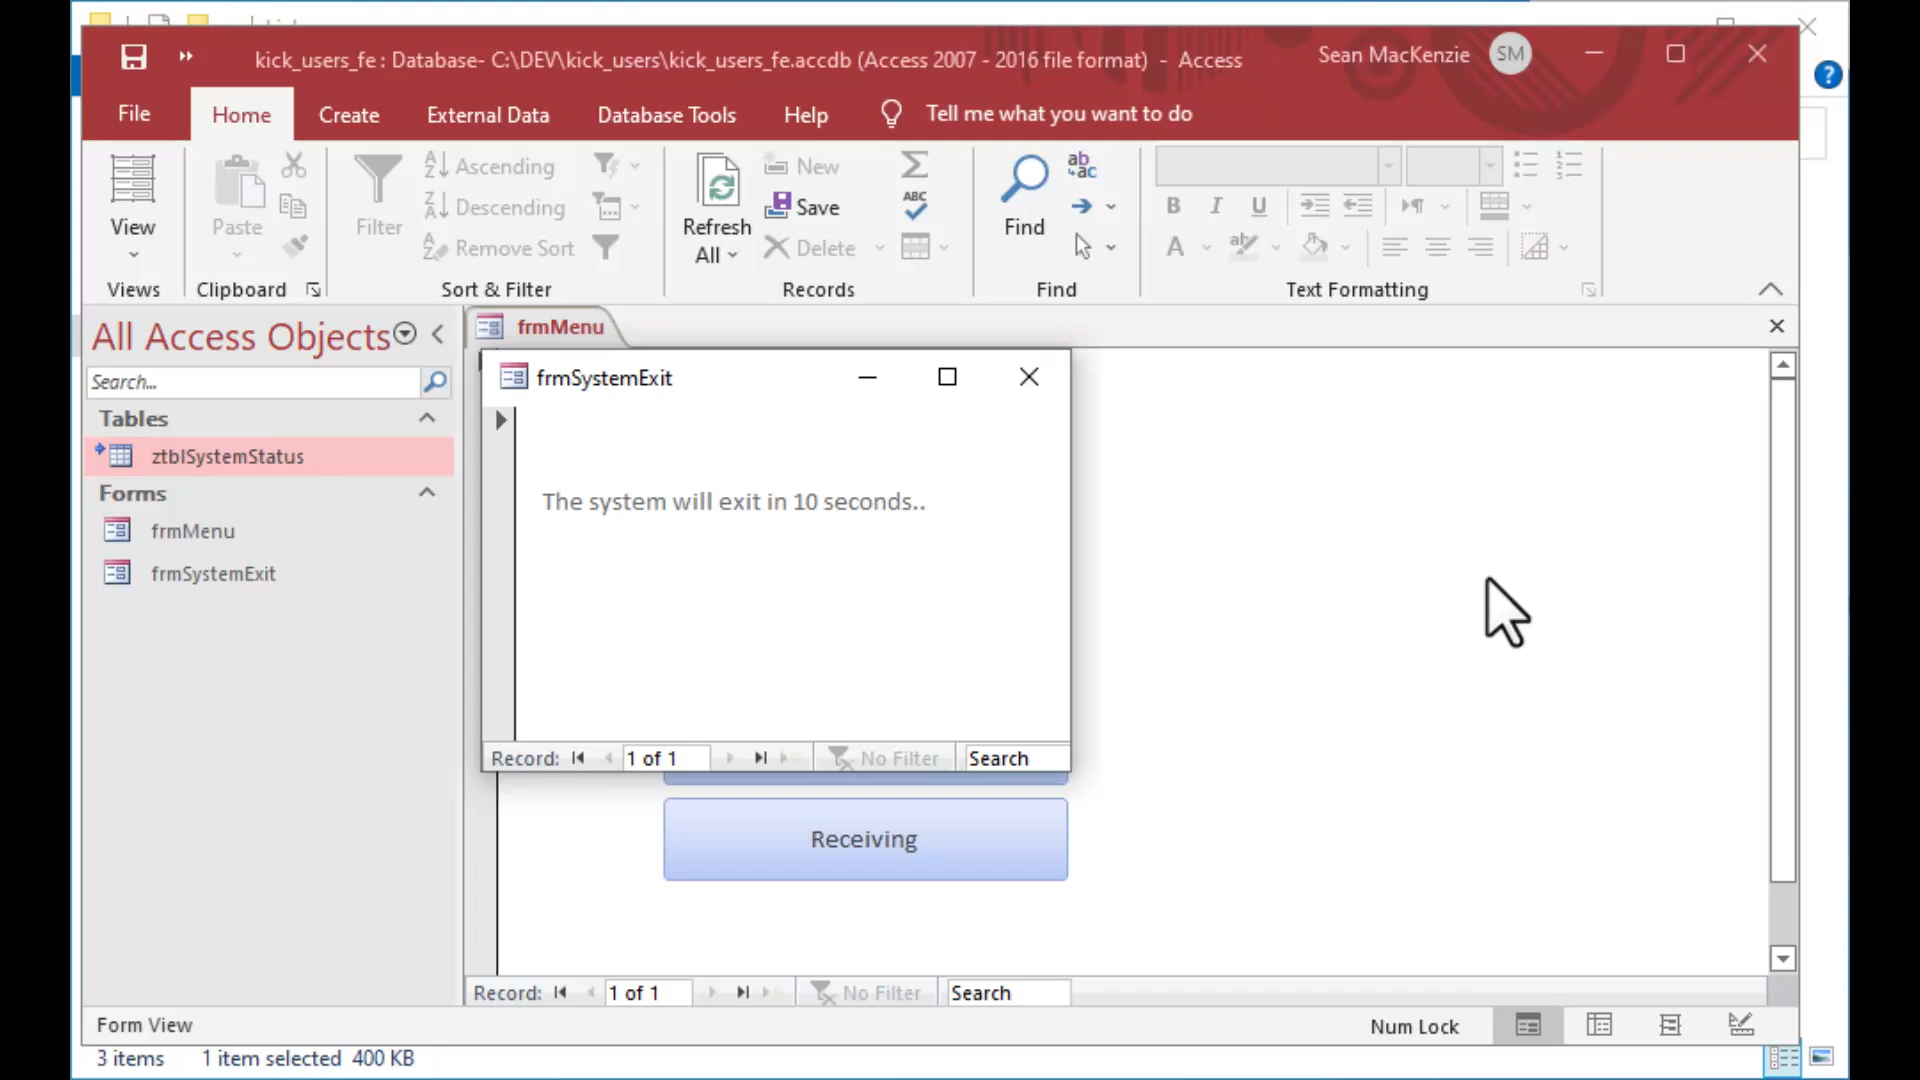 kick_users_fe : Database- C:\DEV\kick_users\kick_users_fe.accdb (Access 2007 - 2016 file format) - Access
Sean MacKenzie
SM
File
Home
Create
External Data
Database Tools
Help
Tell me what you want to do
View
Paste
Filter
Ascending
Descending
Remove Sort
Refresh
All
New
Save
Delete
ABC
Find
ab
ac
B
I
U
A
ab
Views
Clipboard
Sort & Filter
Records
Find
Text Formatting
All Access Objects
Search...
Tables
ztblSystemStatus
Forms
frmMenu
frmSystemExit
frmMenu
frmSystemExit
The system will exit in 10 seconds..
Record:
1 of 1
No Filter
Search
Receiving
Record:
1 of 1
No Filter
Search
Form View
Num Lock
3 items
1 item selected 400 KB